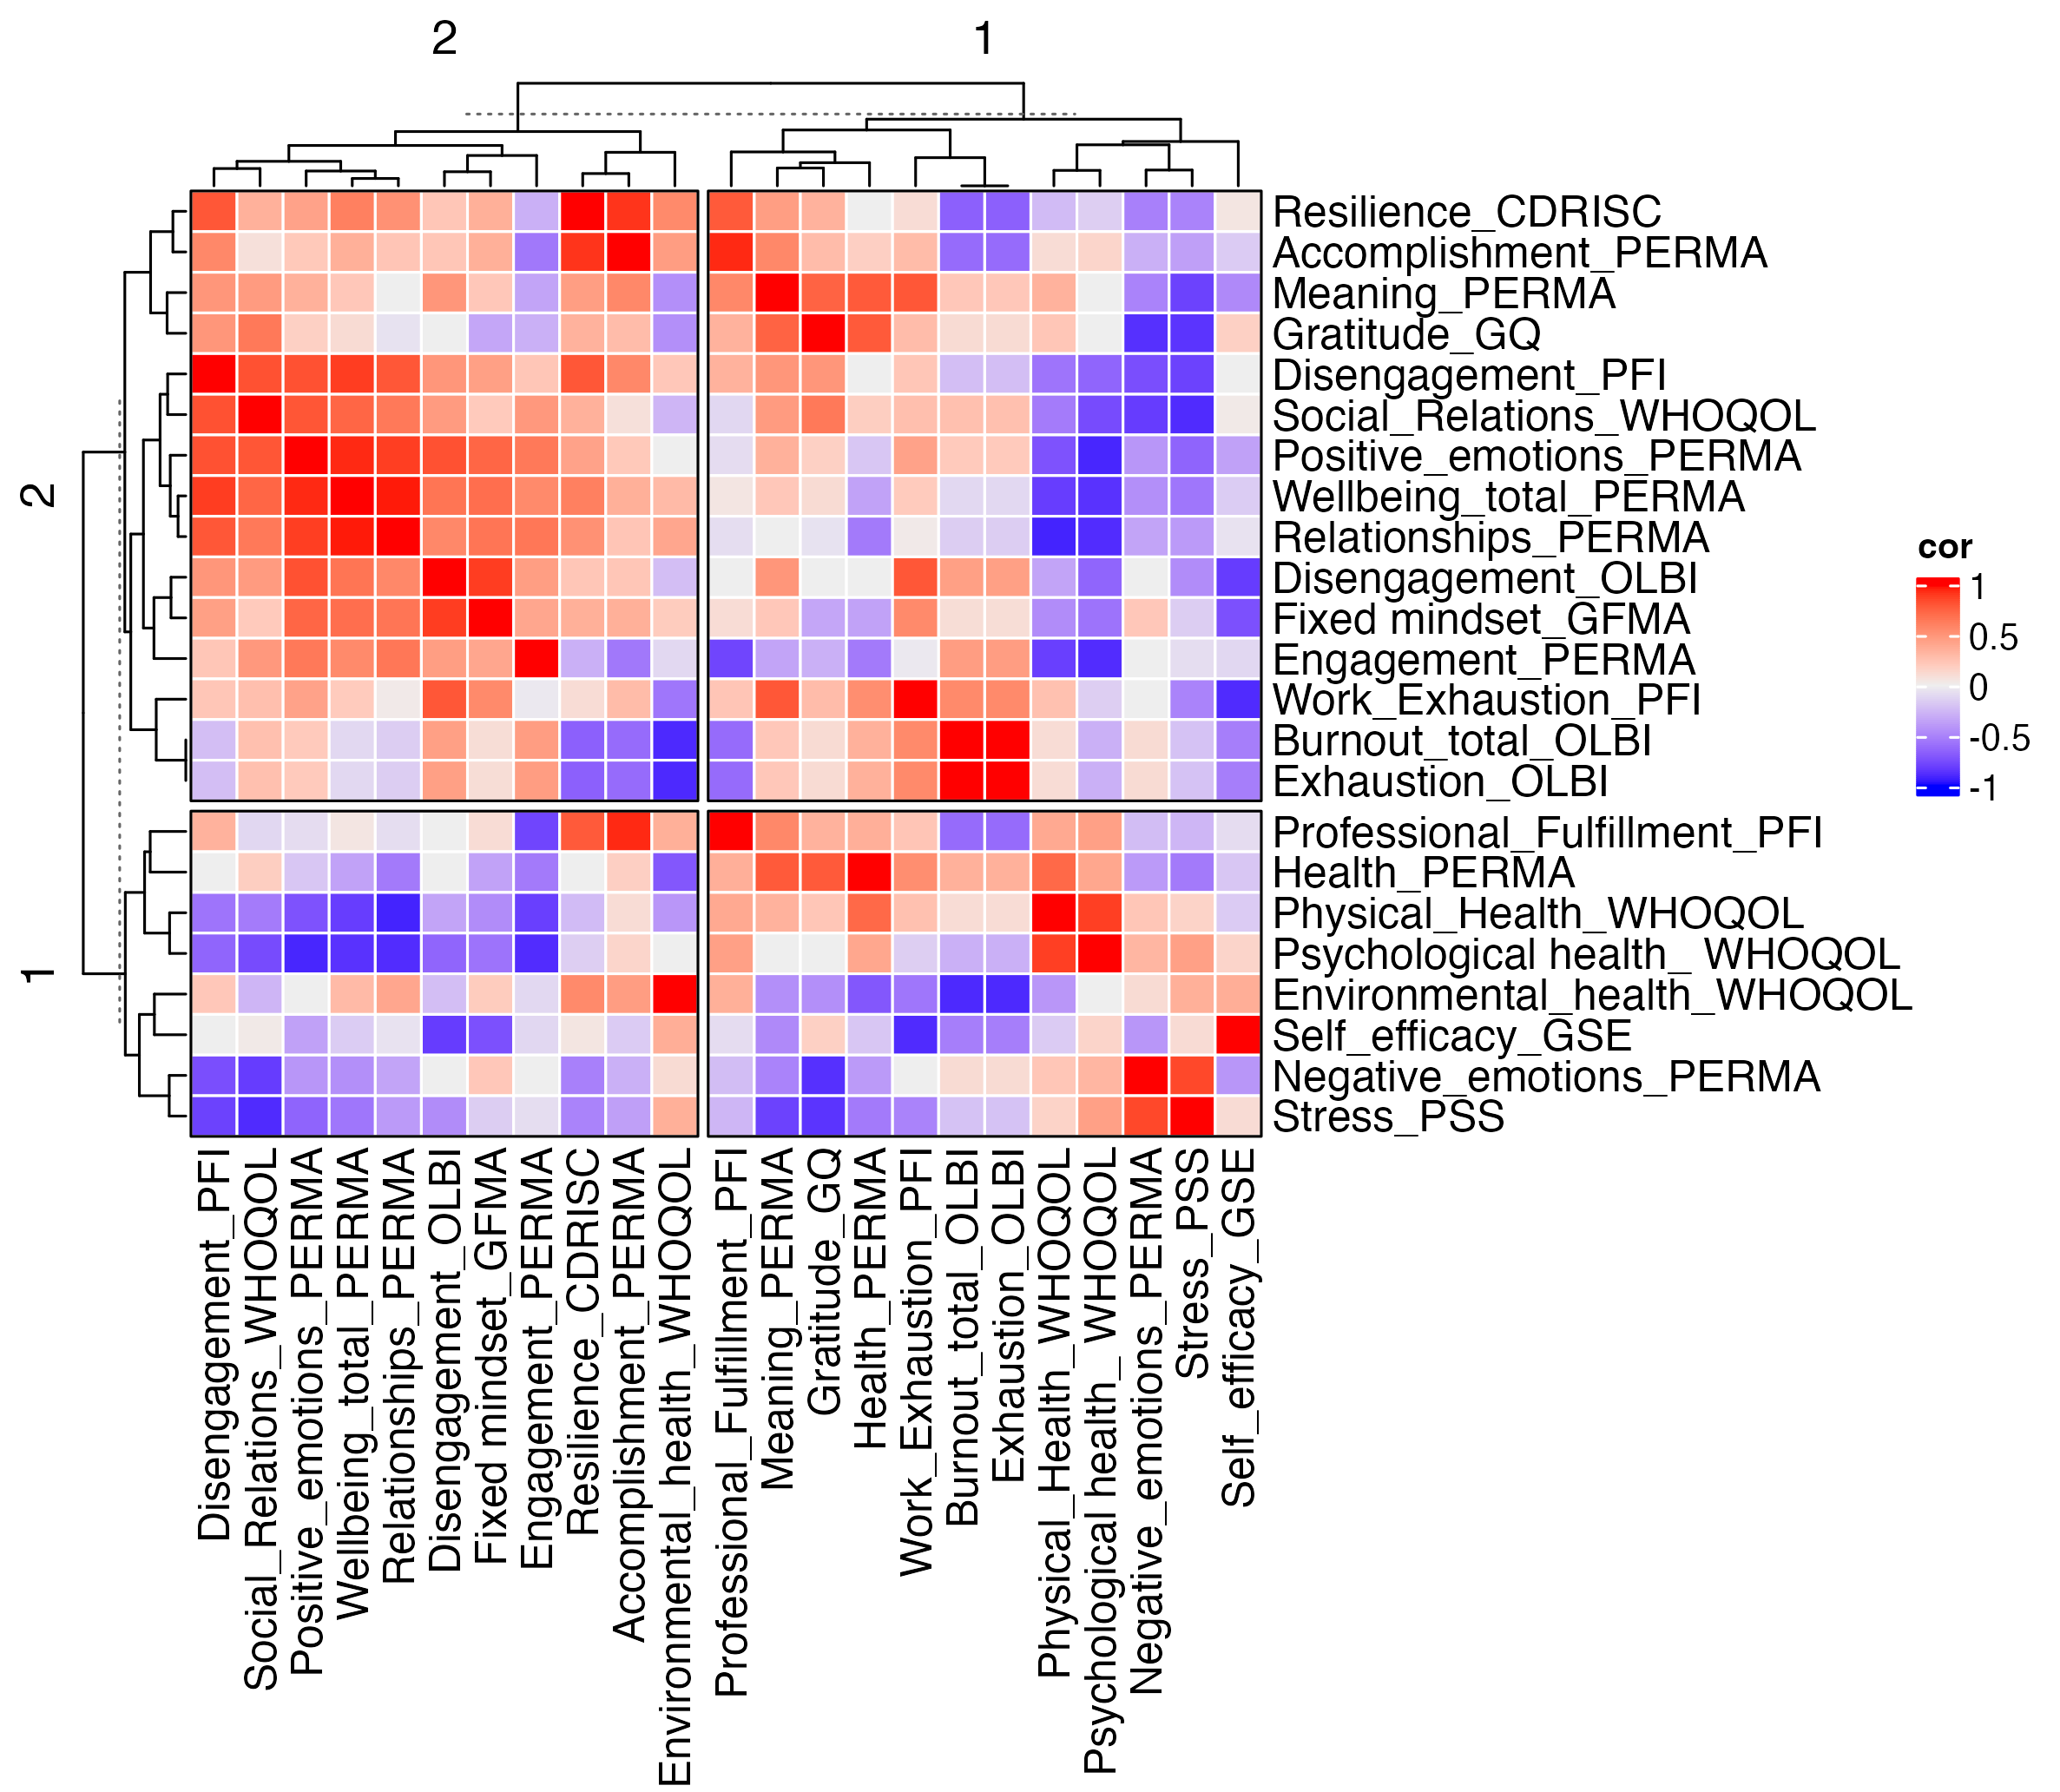 2 1
Resilience_CDRISC
Accomplishment_PERMA
Meaning_PERMA
Gratitude_GQ
Disengagement_PFI
Social_Relations_WHOQOL
Positive_emotions_PERMA
Wellbeing_total_PERMA
Relationships_PERMA
Disengagement_OLBI
Fixed mindset_GFMA
Engagement_PERMA
Work_Exhaustion_PFI
Burnout_total_OLBI
Exhaustion_OLBI
Professional_Fulfillment_PFI
Health_PERMA
Physical_Health_WHOQOL
Psychological health_ WHOQOL
Environmental_health_WHOQOL
Self_efficacy_GSE
Negative_emotions_PERMA
Stress_PSS
2
1
cor
1
0.5
0
-0.5
-1
Disengagement_PFI
Social_Relations_WHOQOL
Positive_emotions_PERMA
Wellbeing_total_PERMA
Relationships_PERMA
Disengagement_OLBI
Fixed mindset_GFMA
Engagement_PERMA
Resilience_CDRISC
Accomplishment_PERMA
Environmental_health_WHOQOL
Professional_Fulfillment_PFI
Meaning_PERMA
Gratitude_GQ
Health_PERMA
Work_Exhaustion_PFI
Burnout_total_OLBI
Exhaustion_OLBI
Physical_Health_WHOQOL
Psychological health_ WHOQOL
Negative_emotions_PERMA
Stress_PSS
Self_efficacy_GSE